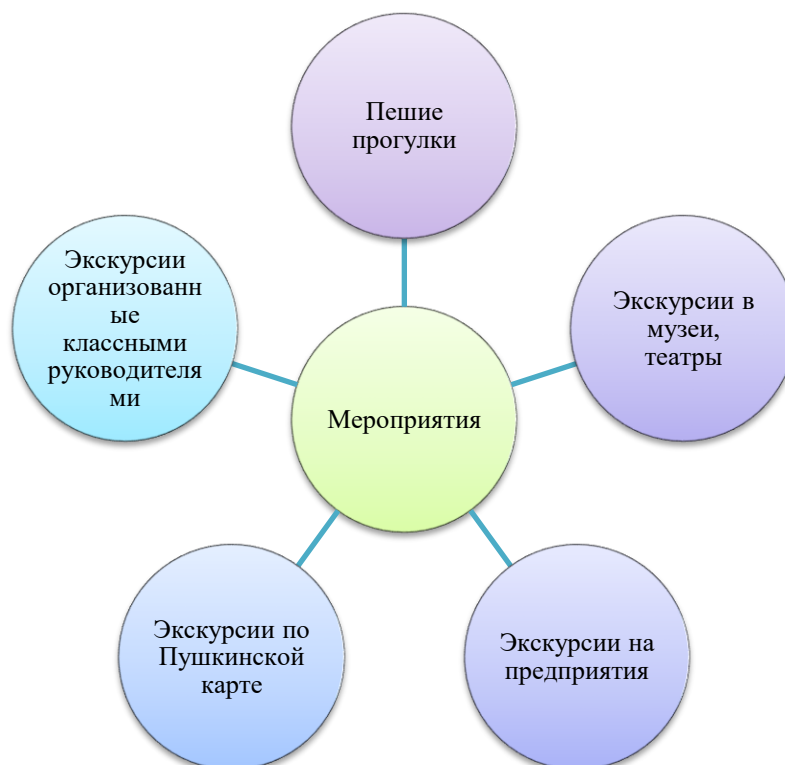 Пешие
прогулки
Экскурсии
организованн
ые
классными
руководителя
ми
Экскурсии в
музеи,
театры
Мероприятия
Экскурсии по
Пушкинской
карте
Экскурсии на
предприятия